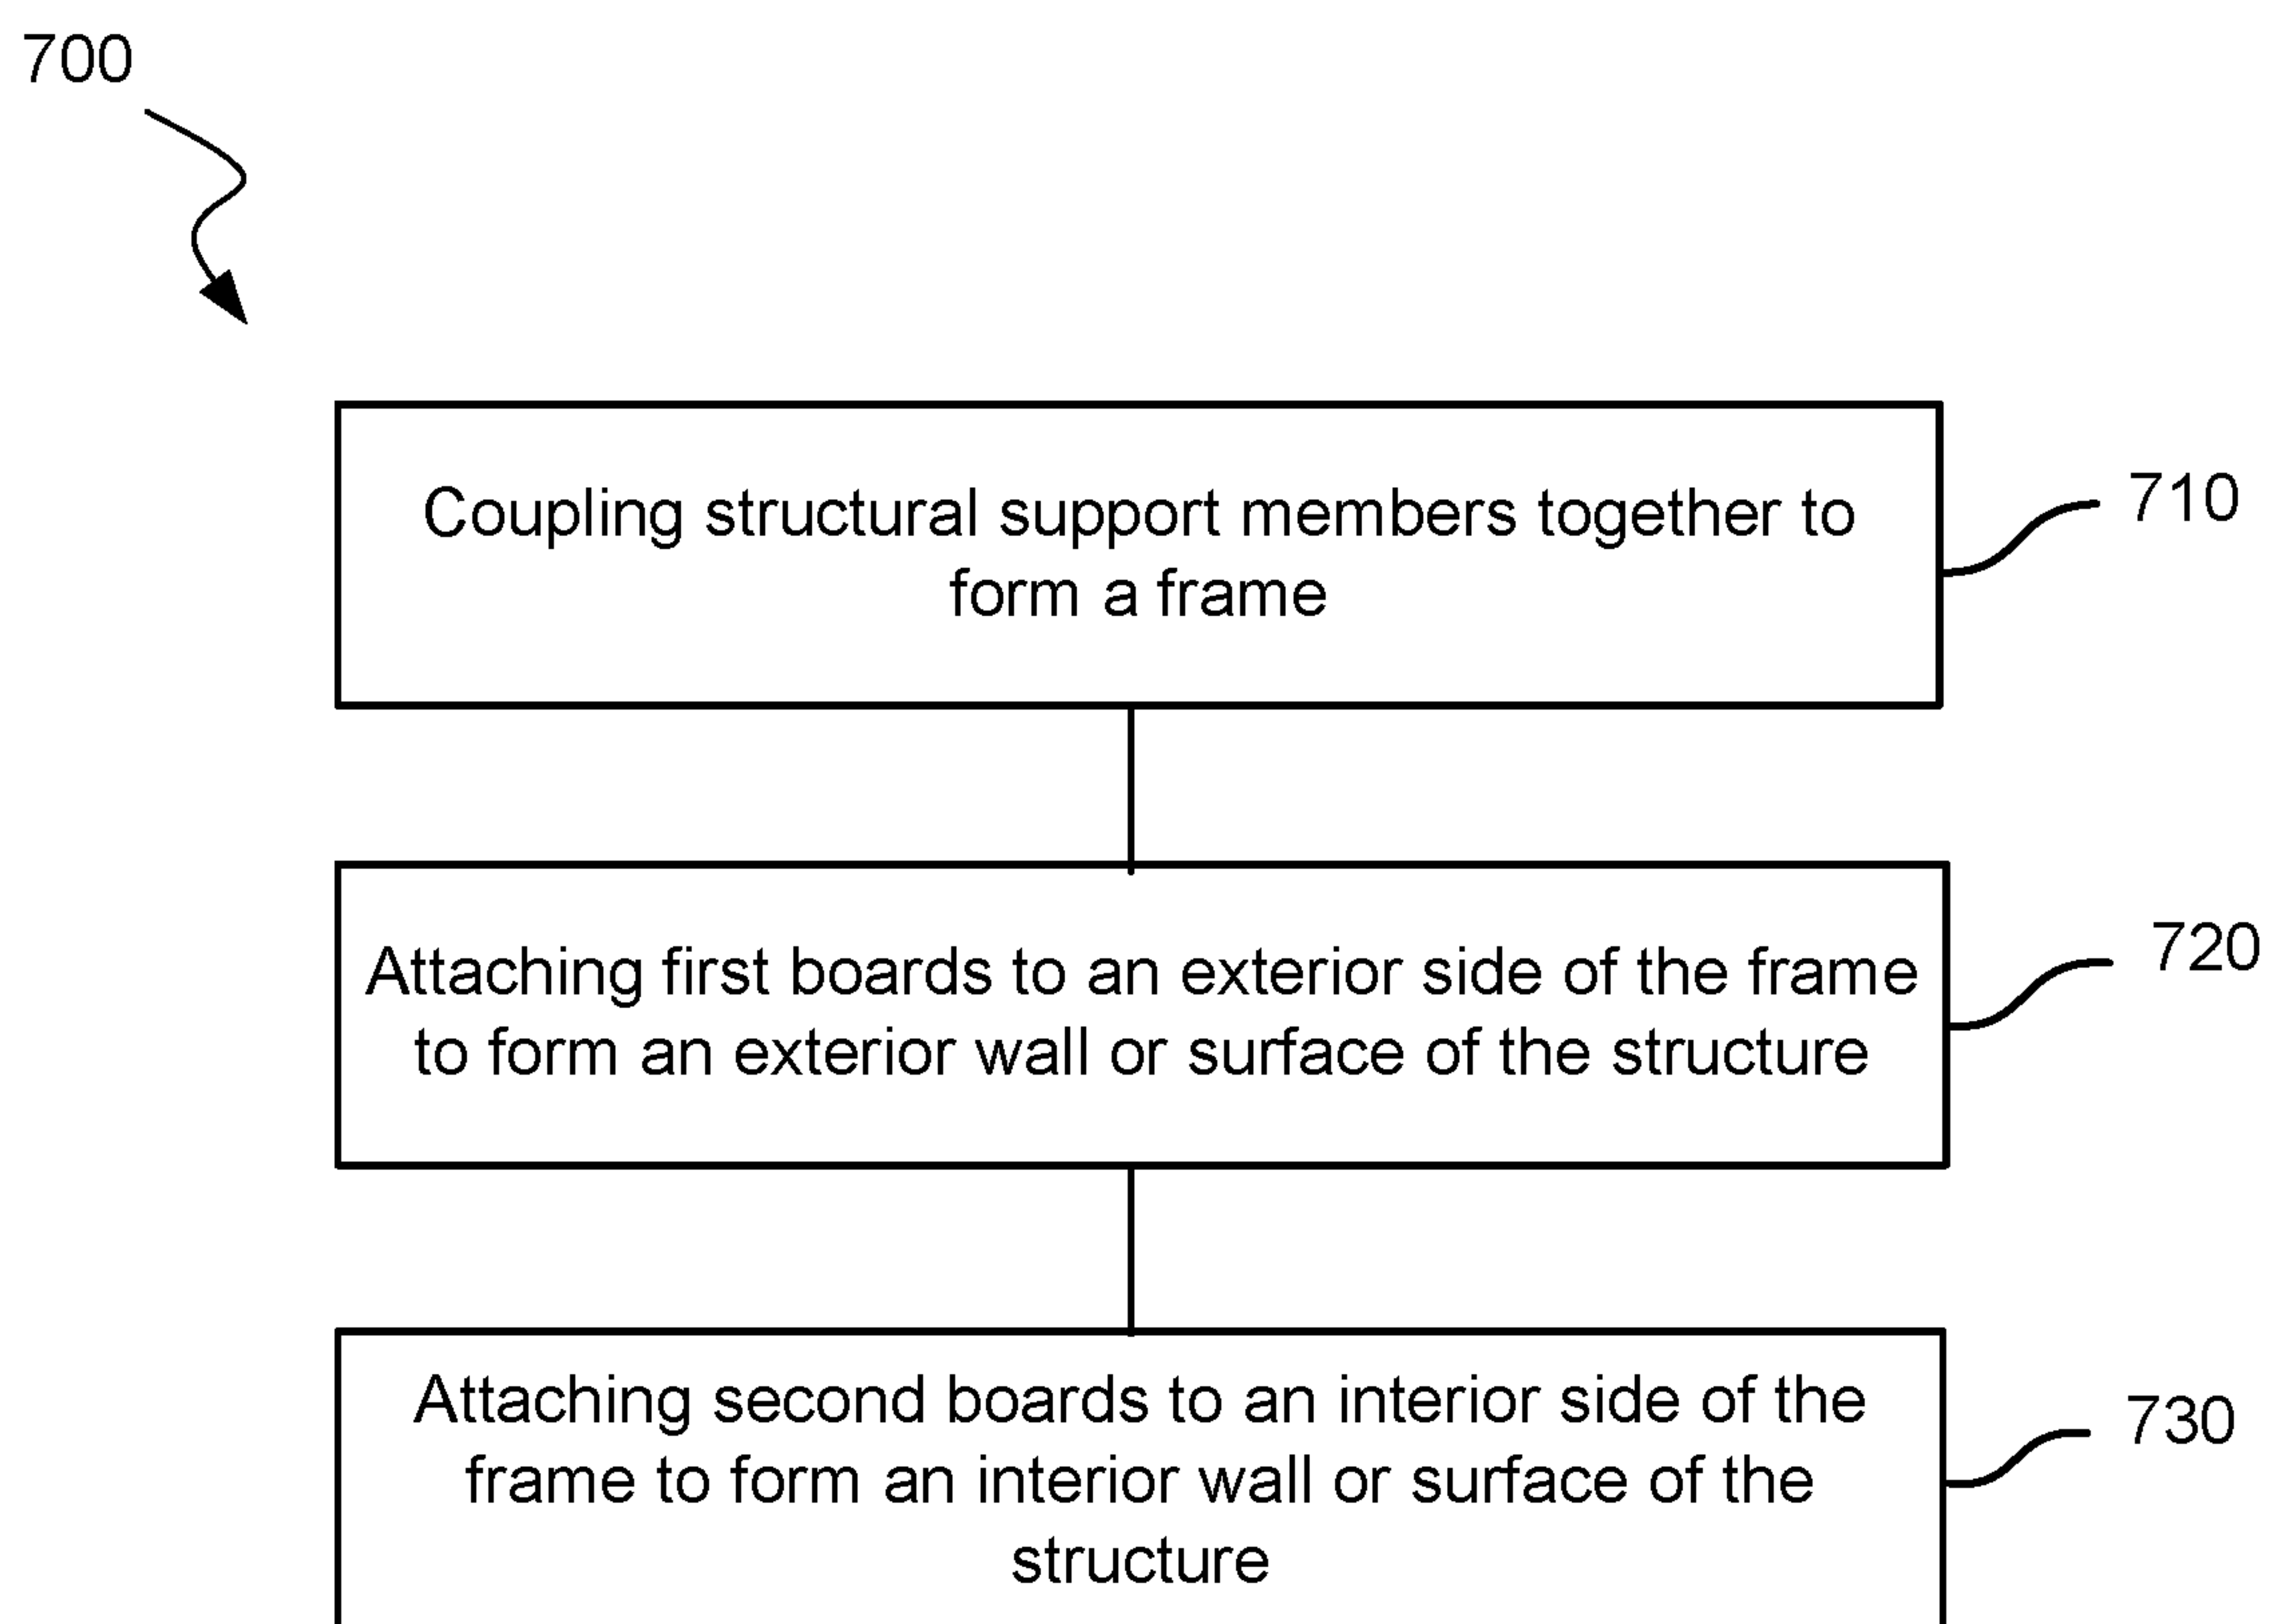 700
Coupling structural support members together to
form a frame
710
Attaching first boards to an exterior side of the frame
to form an exterior wall or surface of the structure
720
Attaching second boards to an interior side of the
frame to form an interior wall or surface of the
structure
730